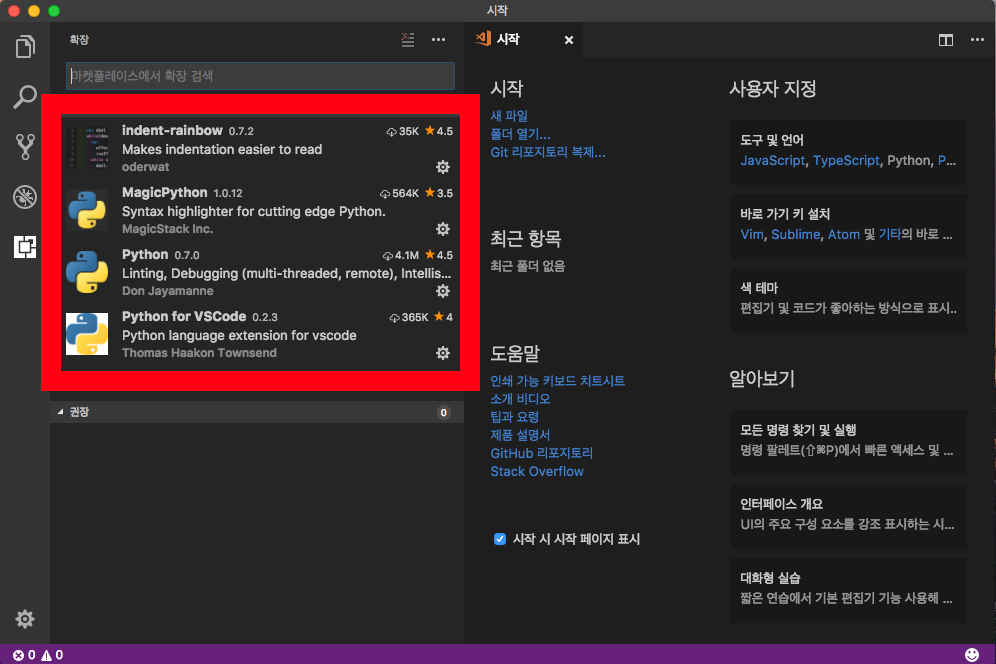 시작
확장
마켓플레이스에서 확장 검색
indent-rainbow 0.7.2 35K ★4.5
Makes indentation easier to read
oderwat
MagicPython 1.0.12 564K ★3.5
Syntax highlighter for cutting edge Python.
MagicStack Inc.
Python 0.7.0 4.1M ★4.5
Linting, Debugging (multi-threaded, remote), Intellis...
Don Jayamanne
Python for VSCode 0.2.3 365K ★4
Python language extension for vscode
Thomas Haakon Townsend
권장 0
시작
시작
새 파일
폴더 열기...
Git 리포지토리 복제...
최근 항목
최근 폴더 없음
도움말
인쇄 가능 키보드 치트시트
소개 비디오
팁과 요령
제품 설명서
GitHub 리포지토리
Stack Overflow
시작 시 시작 페이지 표시
사용자 지정
도구 및 언어
JavaScript, TypeScript, Python, P...
바로 가기 키 설치
Vim, Sublime, Atom 및 기타의 바로 ...
색 테마
편집기 및 코드가 좋아하는 방식으로 표시..
알아보기
모든 명령 찾기 및 실행
명령 팔레트(⇧⌘P)에서 빠른 액세스 및 ...
인터페이스 개요
UI의 주요 구성 요소를 강조 표시하는 시...
대화형 실습
짧은 연습에서 기본 편집기 기능 사용해 ...
0 0